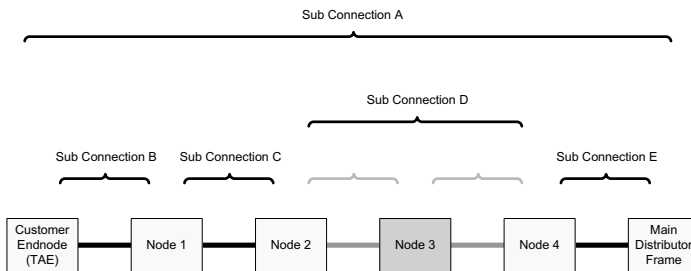 Sub Connection A
Sub Connection D
Sub Connection B
Sub Connection C
Sub Connection E
Customer
Endnode
(TAE)
Node 1
Node 2
Node 3
Node 4
Main
Distributor
Frame